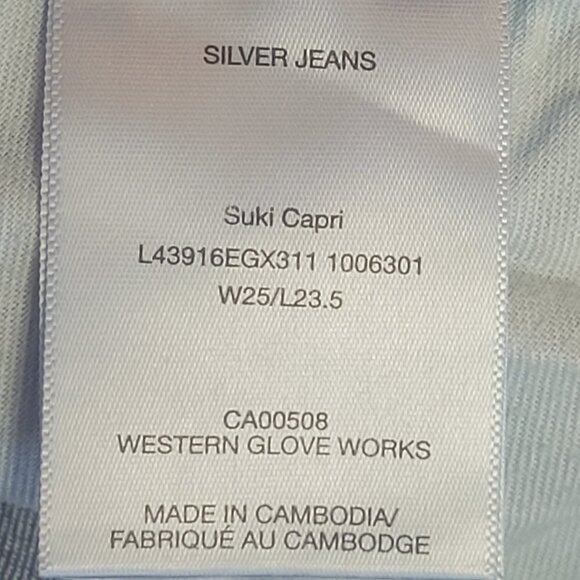 SILVER JEANS
Suki Capri
L43916EGX311 1006301
W25/L23.5
CA00508
WESTERN GLOVE WORKS
MADE IN CAMBODIA/
FABRIQUÉ AU CAMBODGE